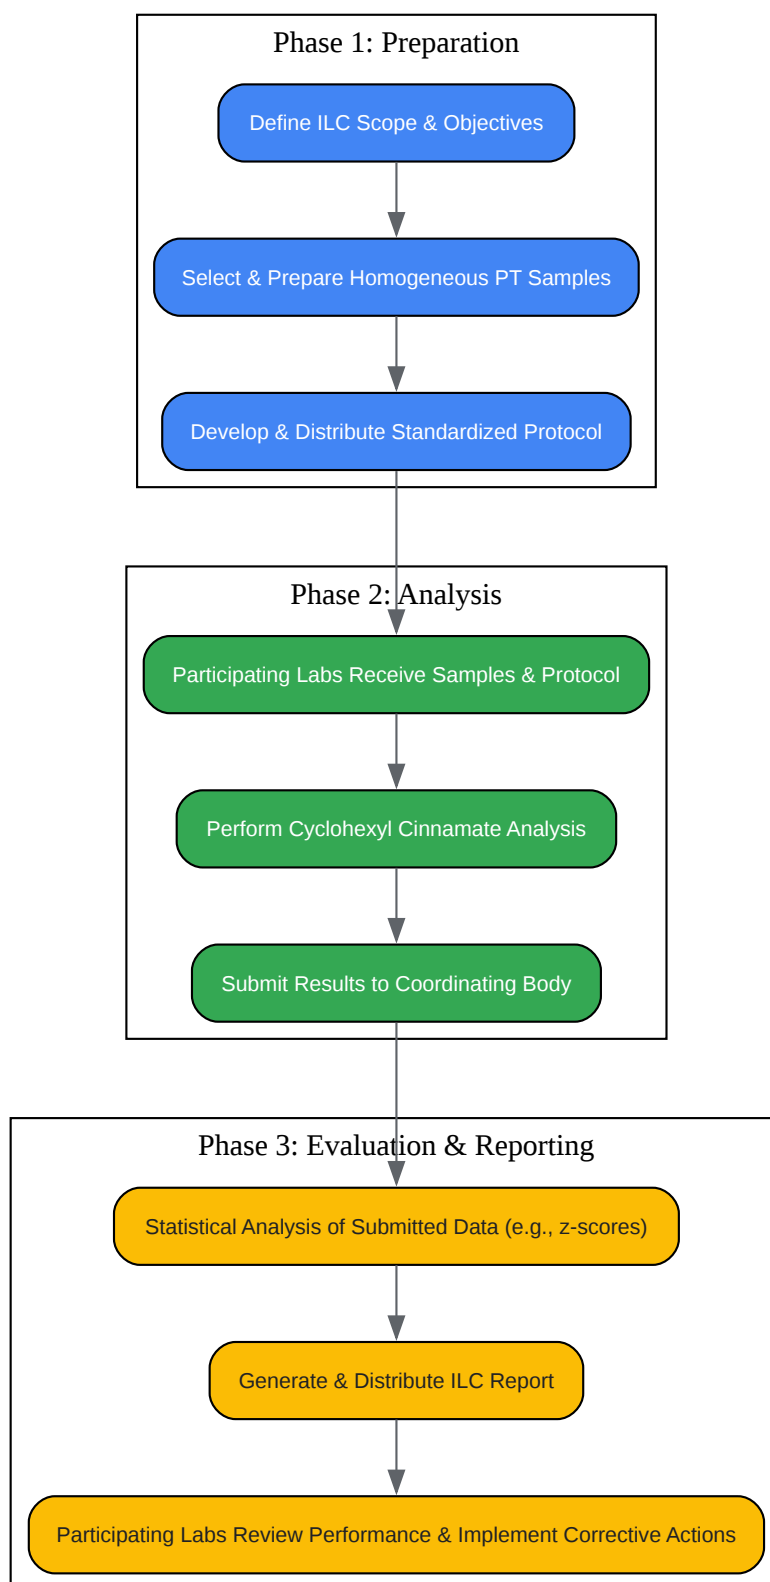 Phase 1: Preparation
Define ILC Scope & Objectives
Select & Prepare Homogeneous PT Samples
Develop & Distribute Standardized Protocol
Phase 2: Analysis
Participating Labs Receive Samples & Protocol
Perform Cyclohexyl Cinnamate Analysis
Submit Results to Coordinating Body
Phase 3: Evaluation & Reporting
Statistical Analysis of Submitted Data (e.g., z-scores)
Generate & Distribute ILC Report
Participating Labs Review Performance & Implement Corrective Actions